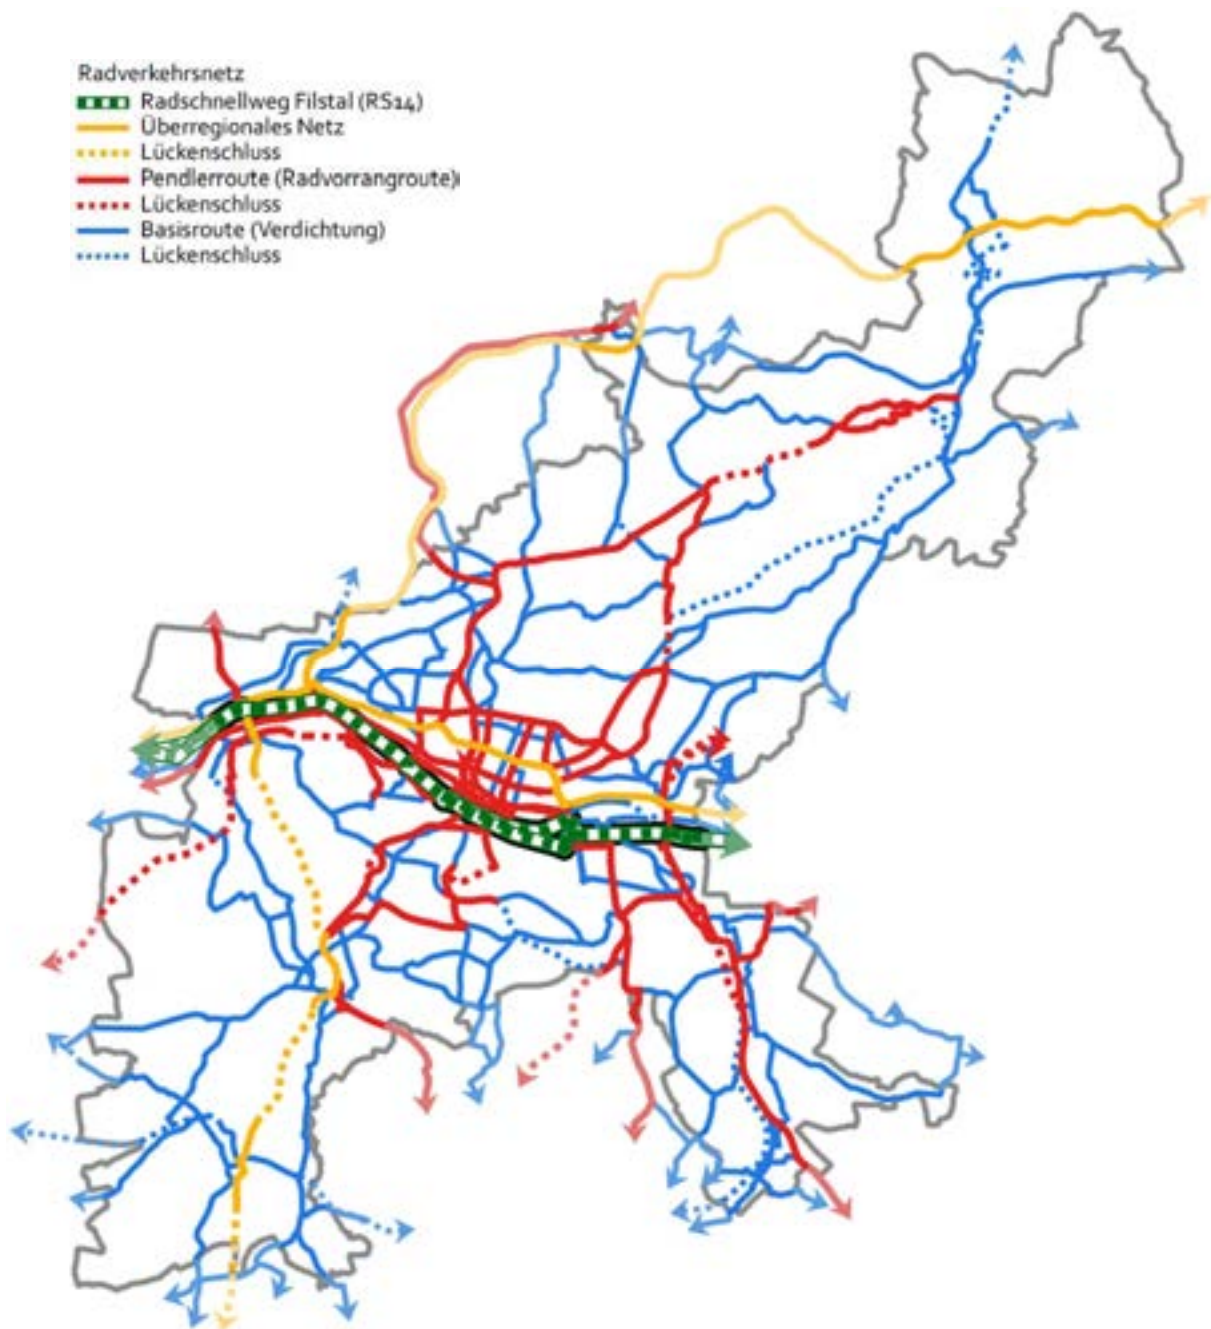 Radverkehrsnetz
Radschnellweg Filstal (RS14)
Überregionales Netz
Lückenschluss
Pendlerroute (Radvorrangroute)
Lückenschluss
Basisroute (Verdichtung)
Lückenschluss